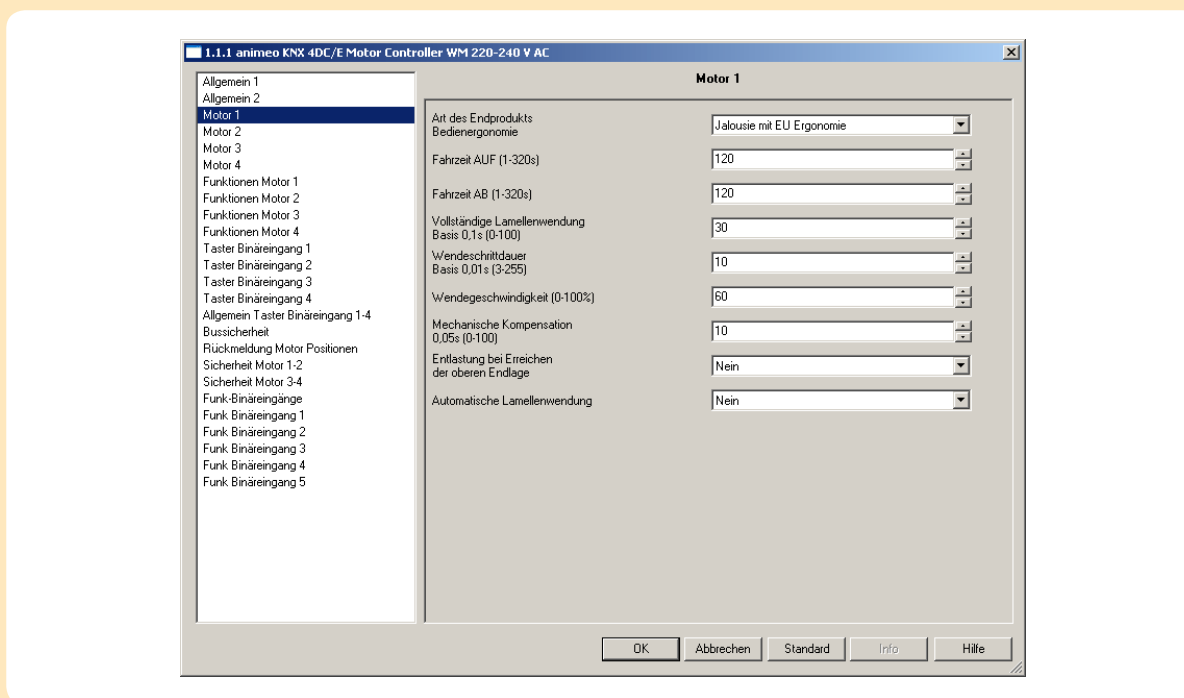 1.1.1 animeo KNX 4DC/E Motor Controller WM 220-240 V AC
Allgemein 1
Allgemein 2
Motor 1
Motor 2
Motor 3
Motor 4
Funktionen Motor 1
Funktionen Motor 2
Funktionen Motor 3
Funktionen Motor 4
Taster Binäreingang 1
Taster Binäreingang 2
Taster Binäreingang 3
Taster Binäreingang 4
Allgemein Taster Binäreingang 1-4
Bussicherheit
Rückmeldung Motor Positionen
Sicherheit Motor 1-2
Sicherheit Motor 3-4
Funk-Binäreingänge
Funk Binäreingang 1
Funk Binäreingang 2
Funk Binäreingang 3
Funk Binäreingang 4
Funk Binäreingang 5
Motor 1
Art des Endprodukts
Bedienergonomie
Jalousie mit EU Ergonomie
Fahrzeit AUF (1-320s)
120
Fahrzeit AB (1-320s)
120
Vollständige Lamellenwendung
Basis 0,1s (0-100)
30
Wendeschrittdauer
Basis 0,01s (3-255)
10
Wendegeschwindigkeit (0-100%)
60
Mechanische Kompensation
0,05s (0-100)
10
Entlastung bei Erreichen
der oberen Endlage
Nein
Automatische Lamellenwendung
Nein
OK
Abbrechen
Standard
Info
Hilfe